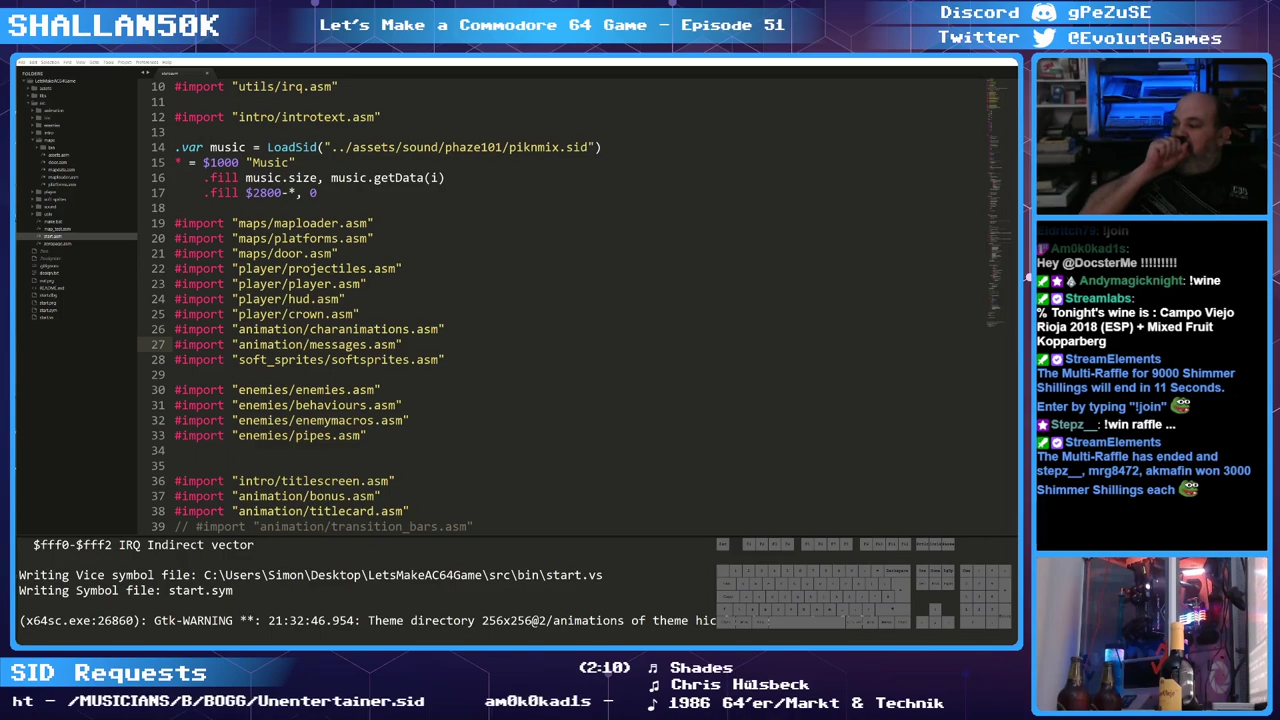 SHALLAN50K
Let's Make a Commodore 64 Game - Episode 51
Discord gPeZuSE
Twitter @EvoluteGames
FOLDERS
LetsMakeAC64Game
10 #import "utils/irq.asm"
11
12 #import "intro/introtext.asm"
13
14 .var music = LoadSid("../assets/sound/phaze101/piknmix.sid")
15 * = $1000 "Music"
16 .fill music.size, music.getData(i)
17 .fill $2800-*, 0
18
19 #import "maps/maploader.asm"
20 #import "maps/platforms.asm"
21 #import "maps/door.asm"
22 #import "player/projectiles.asm"
23 #import "player/player.asm"
24 #import "player/hud.asm"
25 #import "player/crown.asm"
26 #import "animation/charanimations.asm"
27 #import "animation/messages.asm"
28 #import "soft_sprites/softsprites.asm"
29
30 #import "enemies/enemies.asm"
31 #import "enemies/behaviours.asm"
32 #import "enemies/enemymacros.asm"
33 #import "enemies/pipes.asm"
34
35
36 #import "intro/titlescreen.asm"
37 #import "animation/bonus.asm"
38 #import "animation/titlecard.asm"
39 // #import "animation/transition_bars.asm"
$fff0-$fff2 IRQ Indirect vector
Writing Vice symbol file: C:\Users\Simon\Desktop\LetsMakeAC64Game\src\bin\start.vs
Writing Symbol file: start.sym
(x64sc.exe:26860): Gtk-WARNING **: 21:32:46.954: Theme directory 256x256@2/animations of theme hic
Eldritch79: !join
Am0k0kad1s:
Hey @DocsterMe !!!!!!!!!
Andymagicknight: !wine
Streamlabs:
% Tonight's wine is : Campo Viejo
Rioja 2018 (ESP) + Mixed Fruit
Kopparberg
StreamElements
The Multi-Raffle for 9000 Shimmer
Shillings will end in 11 Seconds.
Enter by typing "!join"
Stepz__: !win raffle ...
StreamElements
The Multi-Raffle has ended and
stepz__, mrg8472, akmafin won 3000
Shimmer Shillings each
SID Requests
ht - /MUSICIANS/B/BOGG/Unentertainer.sid am0k0kad1s -
(2:10) ♫ Shades
♫ Chris Hülsbeck
♪ 1986 64'er/Markt & Technik